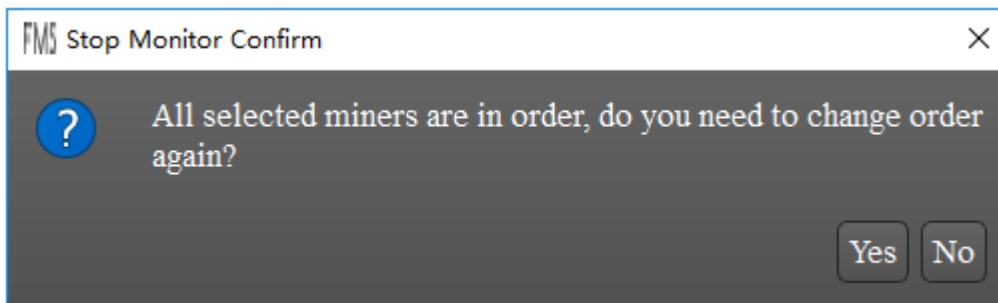 FMS Stop Monitor Confirm
All selected miners are in order, do you need to change order
again?
Yes No